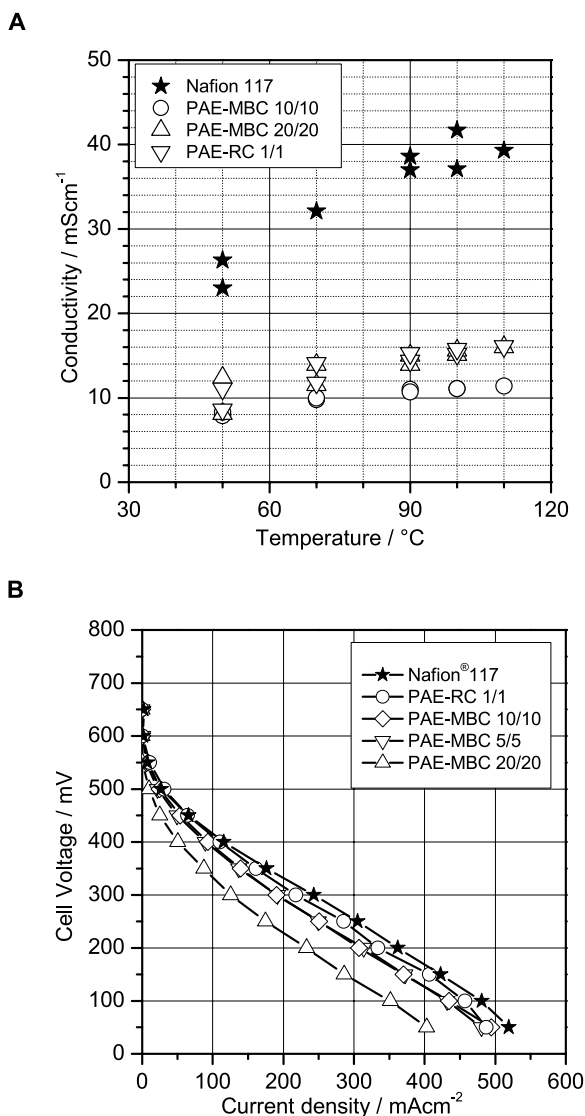 A
50
40
30
20
10
0
Conductivity / mScm⁻¹
Nafion 117
PAE-MBC 10/10
PAE-MBC 20/20
PAE-RC 1/1
30 60 90 120
Temperature / °C
B
800
700
600
500
400
300
200
100
0
Cell Voltage / mV
Nafion®117
PAE-RC 1/1
PAE-MBC 10/10
PAE-MBC 5/5
PAE-MBC 20/20
0 100 200 300 400 500 600
Current density / mAcm⁻²